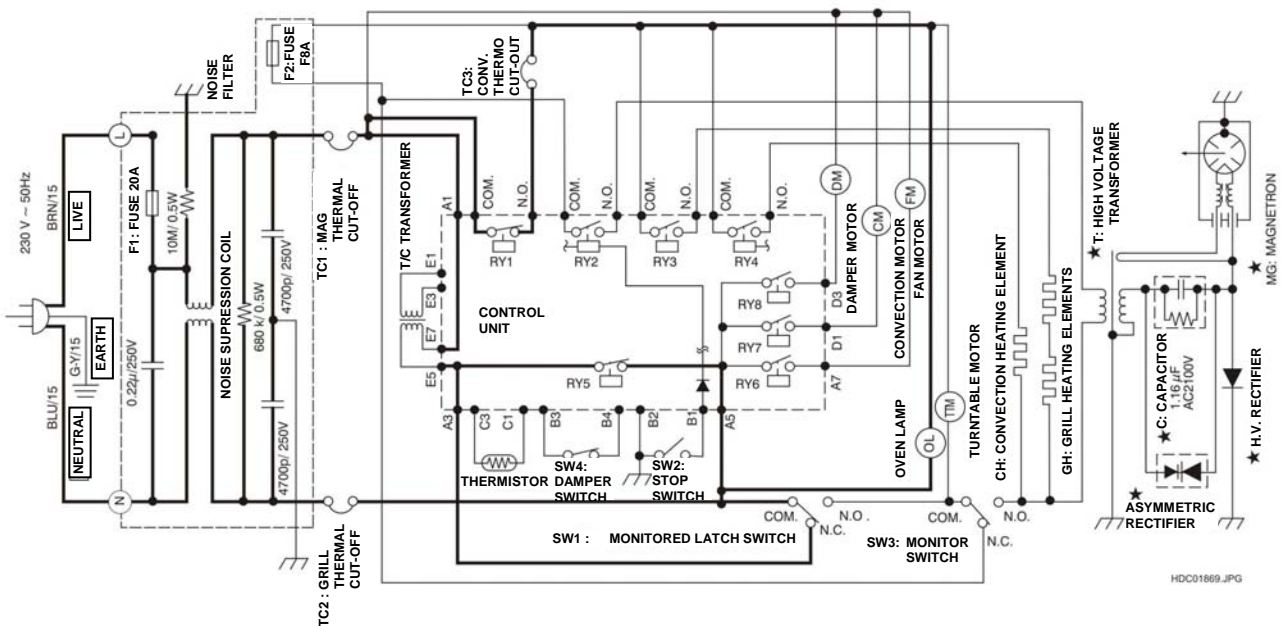 230 V ~ 50Hz
BRN/15
LIVE
G-Y/15
EARTH
BLU/15
NEUTRAL
L
N
F1: FUSE 20A
0.22µ/250V
10M/ 0.5W
NOISE
FILTER
NOISE SUPRESSION COIL
680 k/ 0.5W
4700p/ 250V
4700p/ 250V
F2:FUSE
F8A
TC1 : MAG
THERMAL
CUT-OFF
TC2 : GRILL
THERMAL
CUT-OFF
TC3:
CONV.
THERMO
CUT-OUT
T/C TRANSFORMER
A1
COM.
N.O.
COM.
N.O.
COM.
N.O.
COM.
N.O.
RY1
RY2
RY3
RY4
E1
E3
E7
E5
CONTROL
UNIT
RY8
RY7
RY6
RY5
D3
D1
A7
A3
C3
C1
B3
B4
B2
B1
A5
THERMISTOR
SW4:
DAMPER
SWITCH
SW2:
STOP
SWITCH
DM
CM
FM
DAMPER MOTOR
CONVECTION MOTOR
FAN MOTOR
OL
OVEN LAMP
TTM
TURNTABLE MOTOR
CH: CONVECTION HEATING ELEMENT
GH: GRILL HEATING ELEMENTS
COM.
N.O .
N.C.
SW1 : MONITORED LATCH SWITCH
COM.
N.O.
N.C.
SW3: MONITOR
SWITCH
★ T: HIGH VOLTAGE
TRANSFORMER
★ C: CAPACITOR
1.16 µF
AC2100V
★ ASYMMETRIC
RECTIFIER
★ H.V. RECTIFIER
★ MG: MAGNETRON
HDC01869.JPG